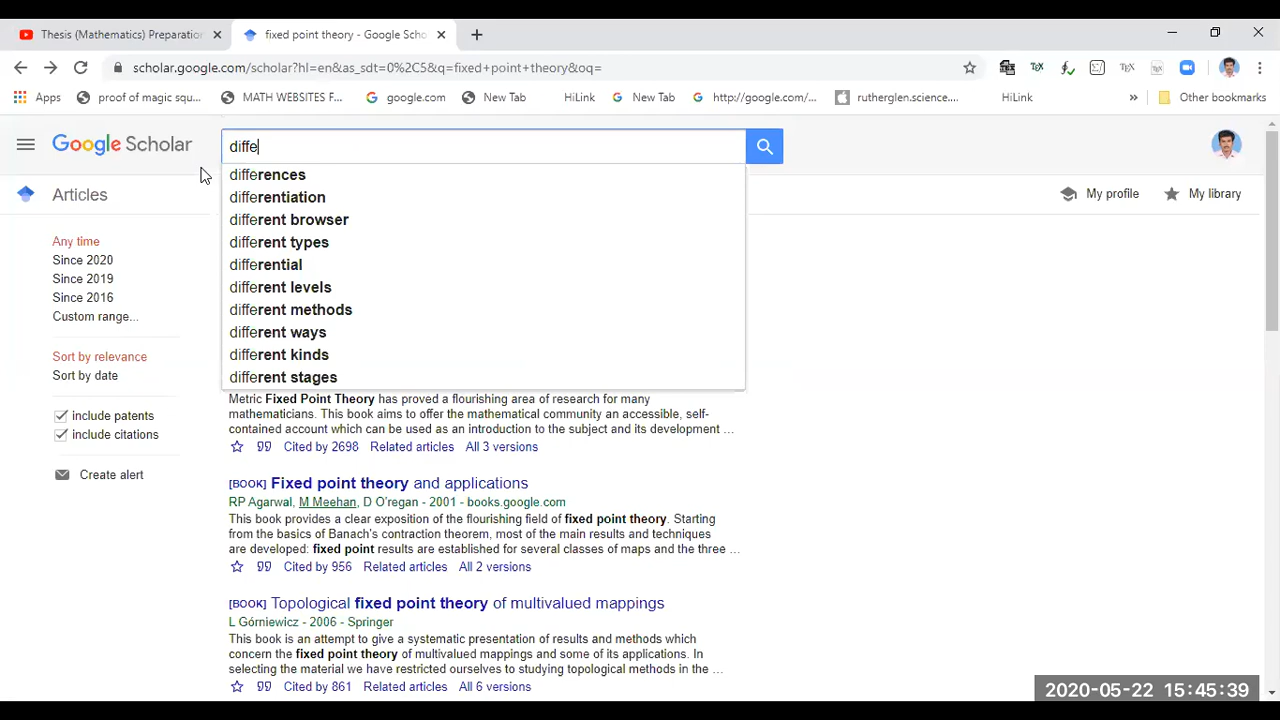 Thesis (Mathematics) Preparation
fixed point theory - Google Scho
scholar.google.com/scholar?hl=en&as_sdt=0%2C5&q=fixed+point+theory&oq=
Apps
proof of magic squ...
MATH WEBSITES F...
google.com
New Tab
HiLink
New Tab
http://google.com/...
rutherglen.science....
HiLink
»
Other bookmarks
Google Scholar
diffe
differences
differentiation
different browser
different types
differential
different levels
different methods
different ways
different kinds
different stages
Articles
My profile
My library
Any time
Since 2020
Since 2019
Since 2016
Custom range...
Sort by relevance
Sort by date
include patents
include citations
Create alert
Metric Fixed Point Theory has proved a flourishing area of research for many
mathematicians. This book aims to offer the mathematical community an accessible, self-
contained account which can be used as an introduction to the subject and its development ...
Cited by 2698 Related articles All 3 versions
[BOOK] Fixed point theory and applications
RP Agarwal, M Meehan, D O'regan - 2001 - books.google.com
This book provides a clear exposition of the flourishing field of fixed point theory. Starting
from the basics of Banach's contraction theorem, most of the main results and techniques
are developed: fixed point results are established for several classes of maps and the three ...
Cited by 956 Related articles All 2 versions
[BOOK] Topological fixed point theory of multivalued mappings
L Górniewicz - 2006 - Springer
This book is an attempt to give a systematic presentation of results and methods which
concern the fixed point theory of multivalued mappings and some of its applications. In
selecting the material we have restricted ourselves to studying topological methods in the ...
Cited by 861 Related articles All 6 versions
2020-05-22 15:45:39